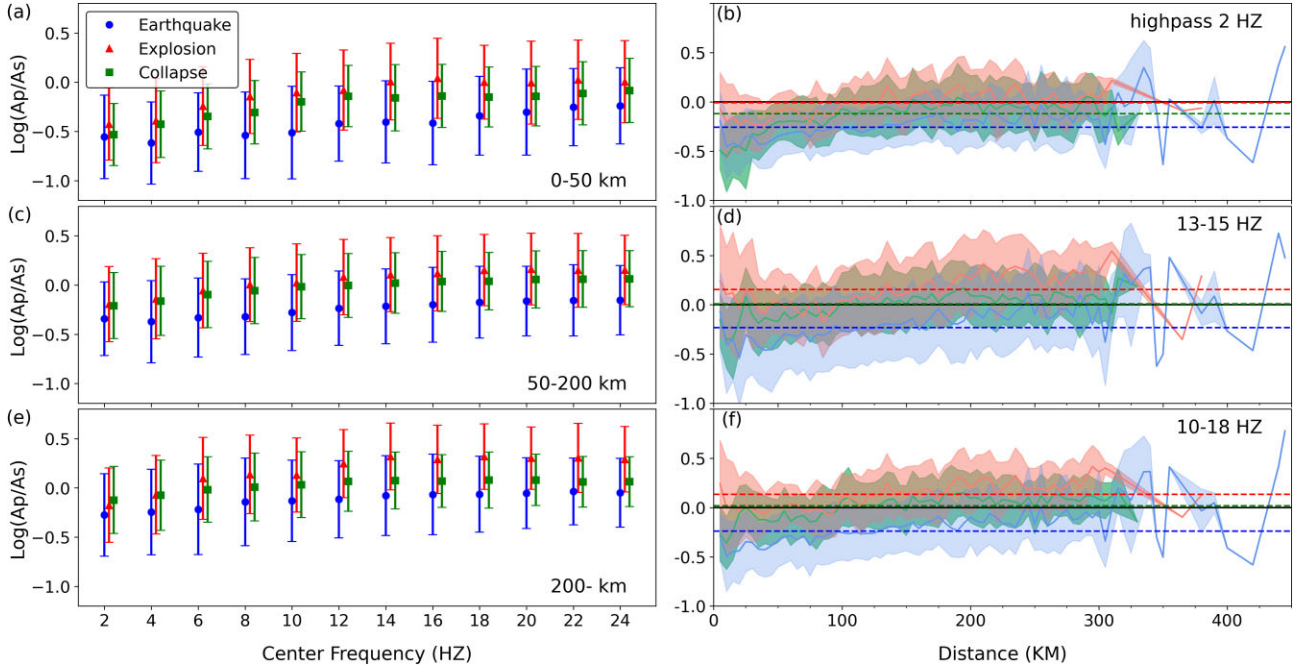 (a)
Earthquake
Explosion
Collapse
0.5
0.0
−0.5
−1.0
Log(Ap/As)
0-50 km
(b)
highpass 2 HZ
0.5
0.0
-0.5
-1.0
(c)
0.5
0.0
−0.5
−1.0
Log(Ap/As)
50-200 km
(d)
13-15 HZ
0.5
0.0
-0.5
-1.0
(e)
0.5
0.0
−0.5
−1.0
Log(Ap/As)
200- km
2 4 6 8 10 12 14 16 18 20 22 24
Center Frequency (HZ)
(f)
10-18 HZ
0.5
0.0
-0.5
-1.0
0 100 200 300 400
Distance (KM)